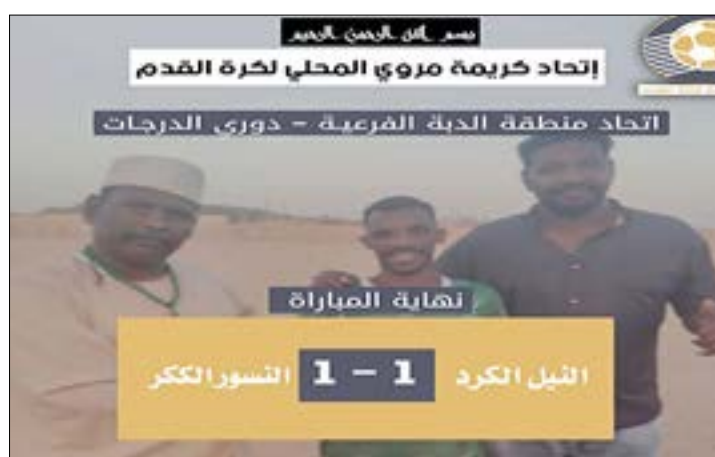 بسم الله الرحمن الرحيم
إتحاد كريمة مروي المحلي لكرة القدم
اتحاد منطقة الدبة الفرعية - دورى الدرجات
نهاية المباراة
النيل الكرد 1 - 1 النسور الككر